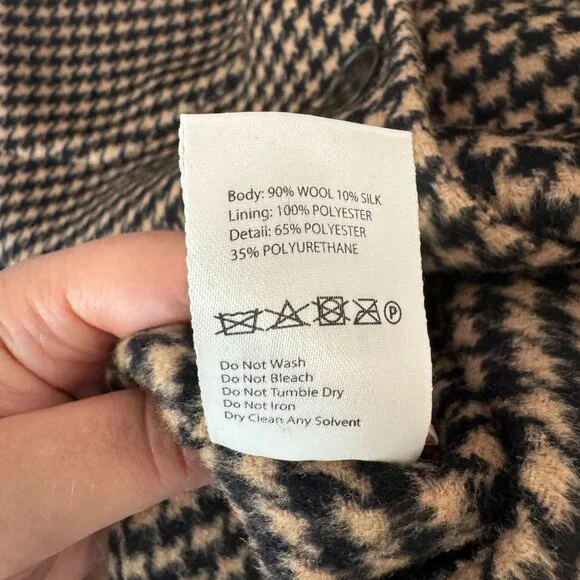 Body: 90% WOOL 10% SILK
Lining: 100% POLYESTER
Detail: 65% POLYESTER
35% POLYURETHANE
P
Do Not Wash
Do Not Bleach
Do Not Tumble Dry
Do Not Iron
Dry Clean Any Solvent